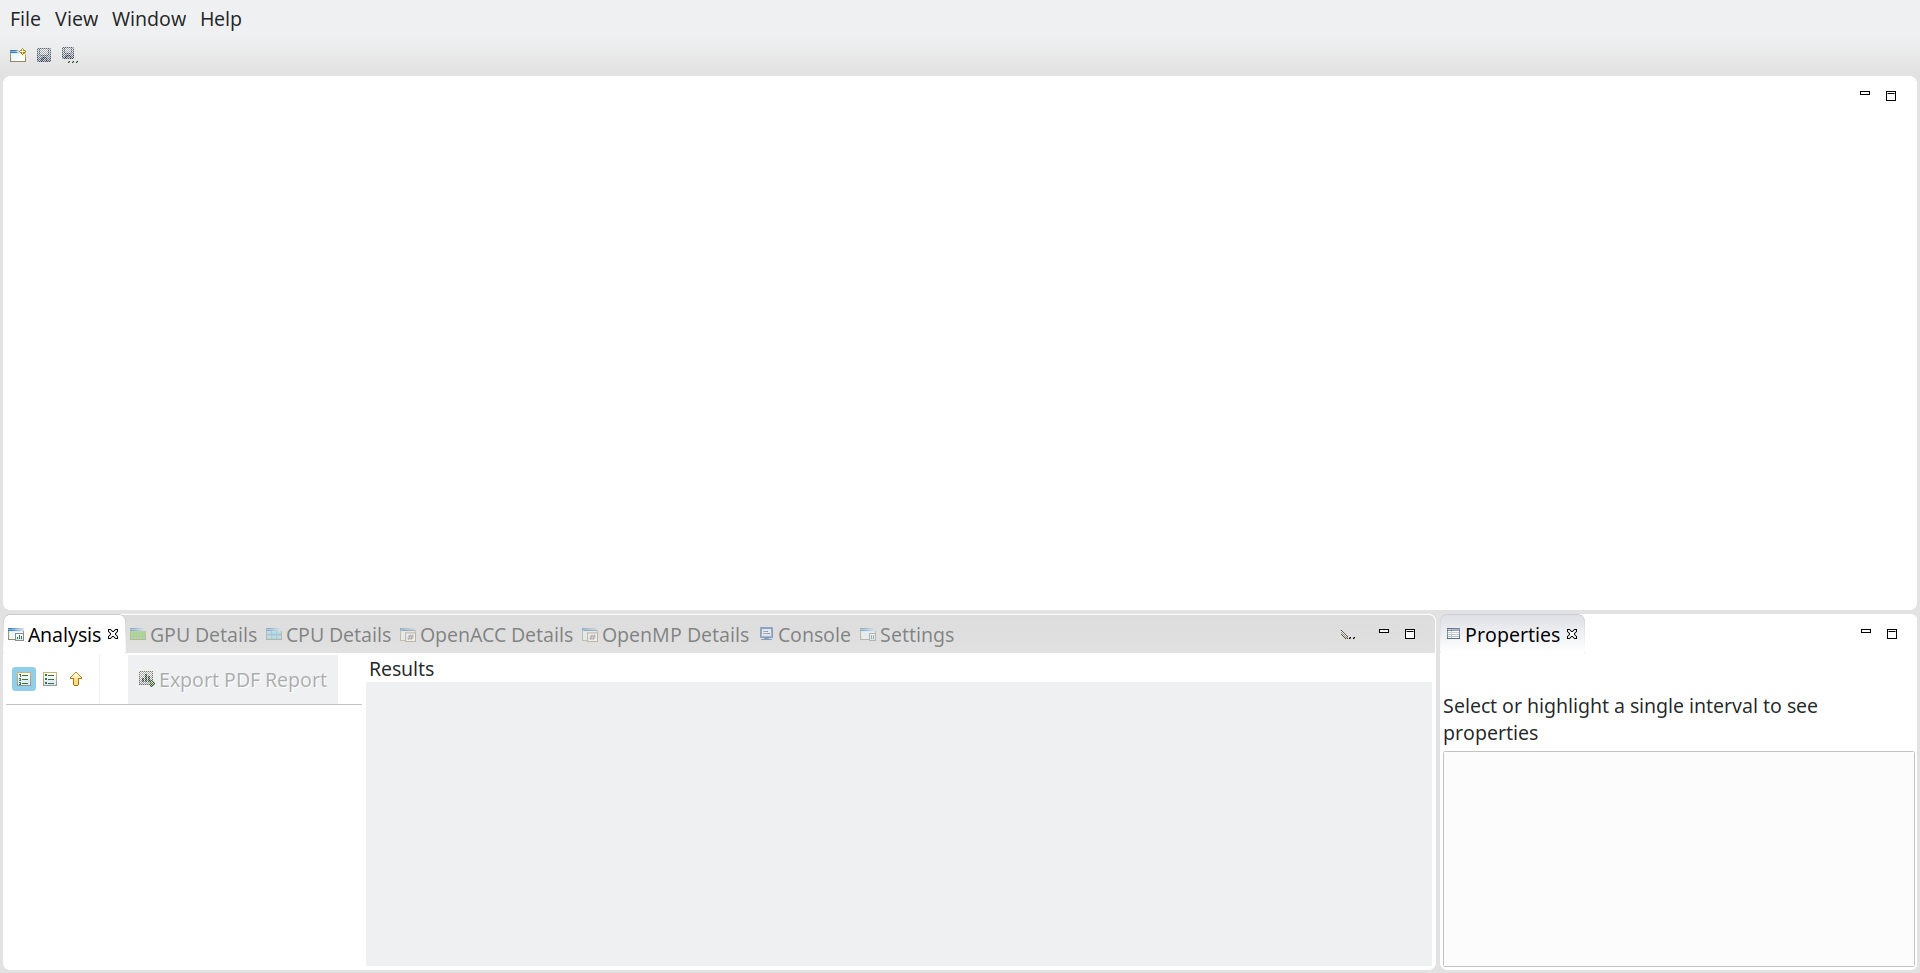 File View Window Help
Analysis GPU Details CPU Details OpenACC Details OpenMP Details Console Settings
Properties
Export PDF Report
Results
Select or highlight a single interval to see
properties